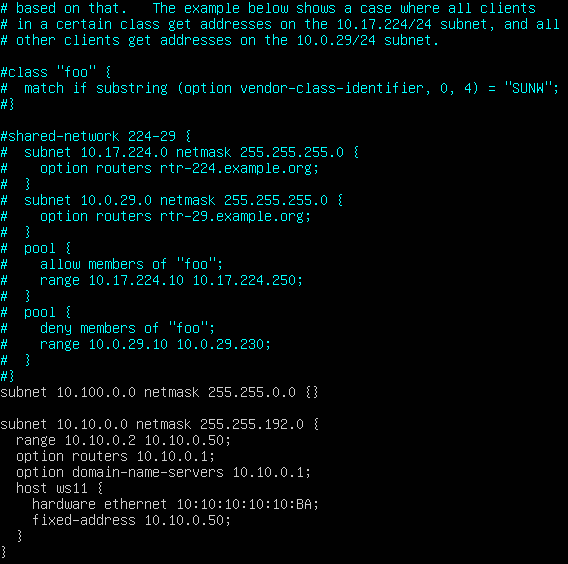 # based on that.   The example below shows a case where all clients
# in a certain class get addresses on the 10.17.224/24 subnet, and all
# other clients get addresses on the 10.0.29/24 subnet.

#class "foo" {
#  match if substring (option vendor-class-identifier, 0, 4) = "SUNW";
#}

#shared-network 224-29 {
#  subnet 10.17.224.0 netmask 255.255.255.0 {
#    option routers rtr-224.example.org;
#  }
#  subnet 10.0.29.0 netmask 255.255.255.0 {
#    option routers rtr-29.example.org;
#  }
#  pool {
#    allow members of "foo";
#    range 10.17.224.10 10.17.224.250;
#  }
#  pool {
#    deny members of "foo";
#    range 10.0.29.10 10.0.29.230;
#  }
#}
subnet 10.100.0.0 netmask 255.255.0.0 {}

subnet 10.10.0.0 netmask 255.255.192.0 {
  range 10.10.0.2 10.10.0.50;
  option routers 10.10.0.1;
  option domain-name-servers 10.10.0.1;
  host ws11 {
    hardware ethernet 10:10:10:10:10:BA;
    fixed-address 10.10.0.50;
  }
}